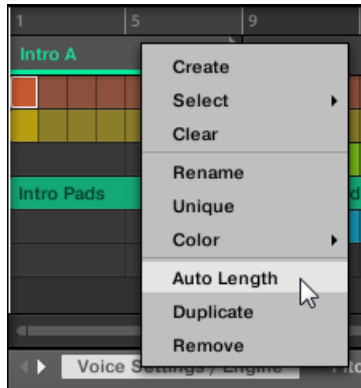 1 5 9
Intro A
Create
Select
Clear
Rename
Intro Pads
Unique
Color
Auto Length
Duplicate
Remove
Voice Settings / Engine